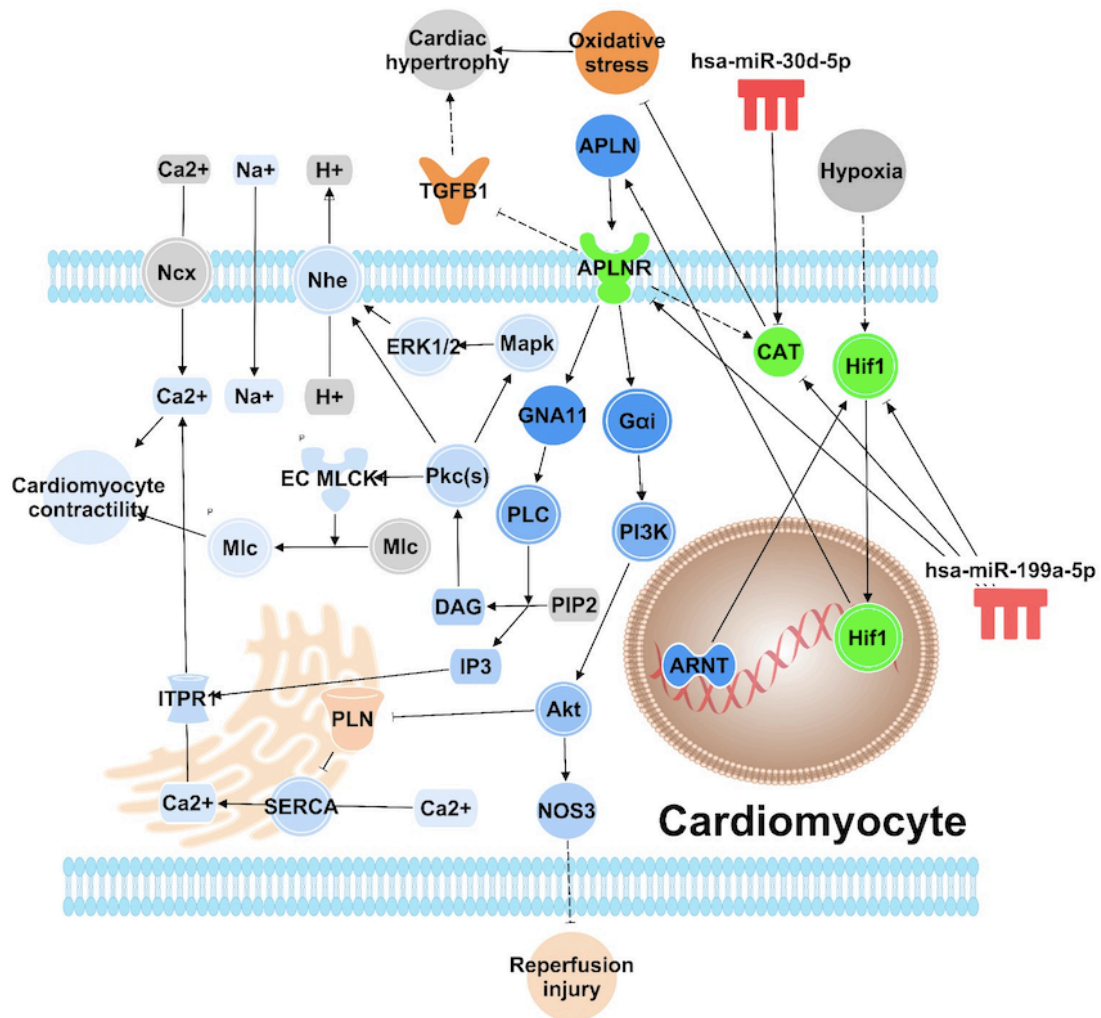 Cardiac
hypertrophy
Oxidative
stress
hsa-miR-30d-5p
APLN
Ca2+
Na+
H+
TGFB1
Hypoxia
Ncx
Nhe
APLNR
ERK1/2
Mapk
CAT
Hif1
Ca2+
Na+
H+
GNA11
Gαi
P
EC MLCK
Pkc(s)
Cardiomyocyte
contractility
P
Mlc
Mlc
PLC
PI3K
hsa-miR-199a-5p
DAG
PIP2
Hif1
IP3
ARNT
ITPR1
PLN
Akt
Ca2+
SERCA
Ca2+
NOS3
Cardiomyocyte
Reperfusion
injury